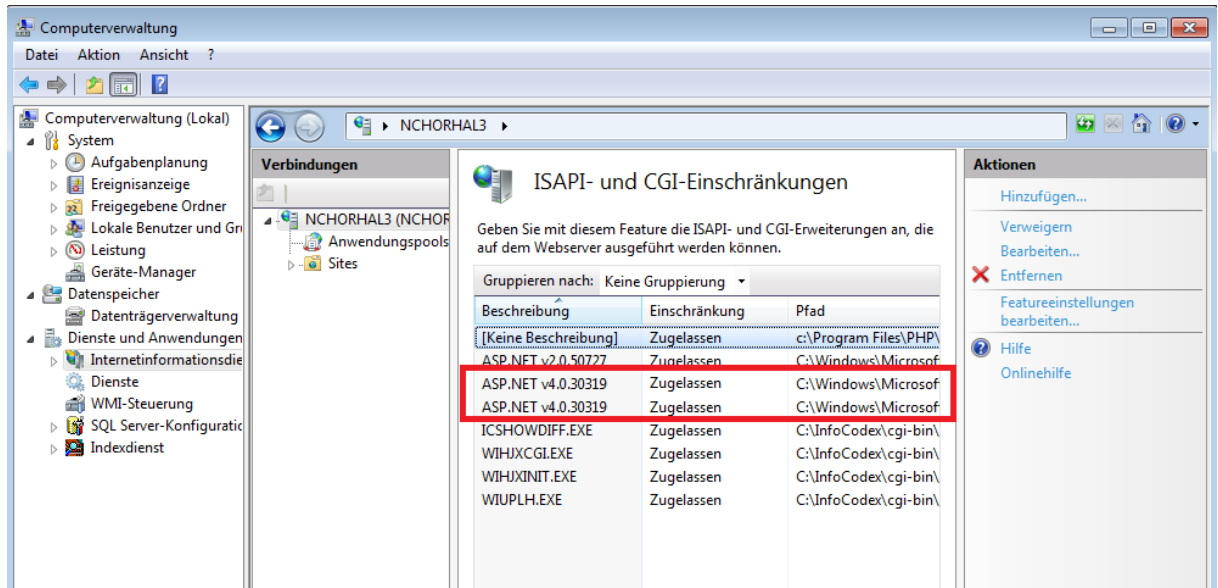 Computerverwaltung
Datei Aktion Ansicht ?
Computerverwaltung (Lokal)
System
Aufgabenplanung
Ereignisanzeige
Freigegebene Ordner
Lokale Benutzer und Gru
Leistung
Geräte-Manager
Datenspeicher
Datenträgerverwaltung
Dienste und Anwendungen
Internetinformationsdie
Dienste
WMI-Steuerung
SQL Server-Konfiguratic
Indexdienst
NCHORHAL3
Verbindungen
NCHORHAL3 (NCHOR
Anwendungspools
Sites
ISAPI- und CGI-Einschränkungen
Geben Sie mit diesem Feature die ISAPI- und CGI-Erweiterungen an, die
auf dem Webserver ausgeführt werden können.
Gruppieren nach: Keine Gruppierung
Beschreibung Einschränkung Pfad
[Keine Beschreibung] Zugelassen c:\Program Files\PHP\
ASP.NET v2.0.50727 Zugelassen C:\Windows\Microsof
ASP.NET v4.0.30319 Zugelassen C:\Windows\Microsof
ASP.NET v4.0.30319 Zugelassen C:\Windows\Microsof
ICSHOWDIFF.EXE Zugelassen C:\InfoCodex\cgi-bin\
WIHJXCGI.EXE Zugelassen C:\InfoCodex\cgi-bin\
WIHJXINIT.EXE Zugelassen C:\InfoCodex\cgi-bin\
WIUPLH.EXE Zugelassen C:\InfoCodex\cgi-bin\
Aktionen
Hinzufügen...
Verweigern
Bearbeiten...
Entfernen
Featureeinstellungen
bearbeiten...
Hilfe
Onlinehilfe